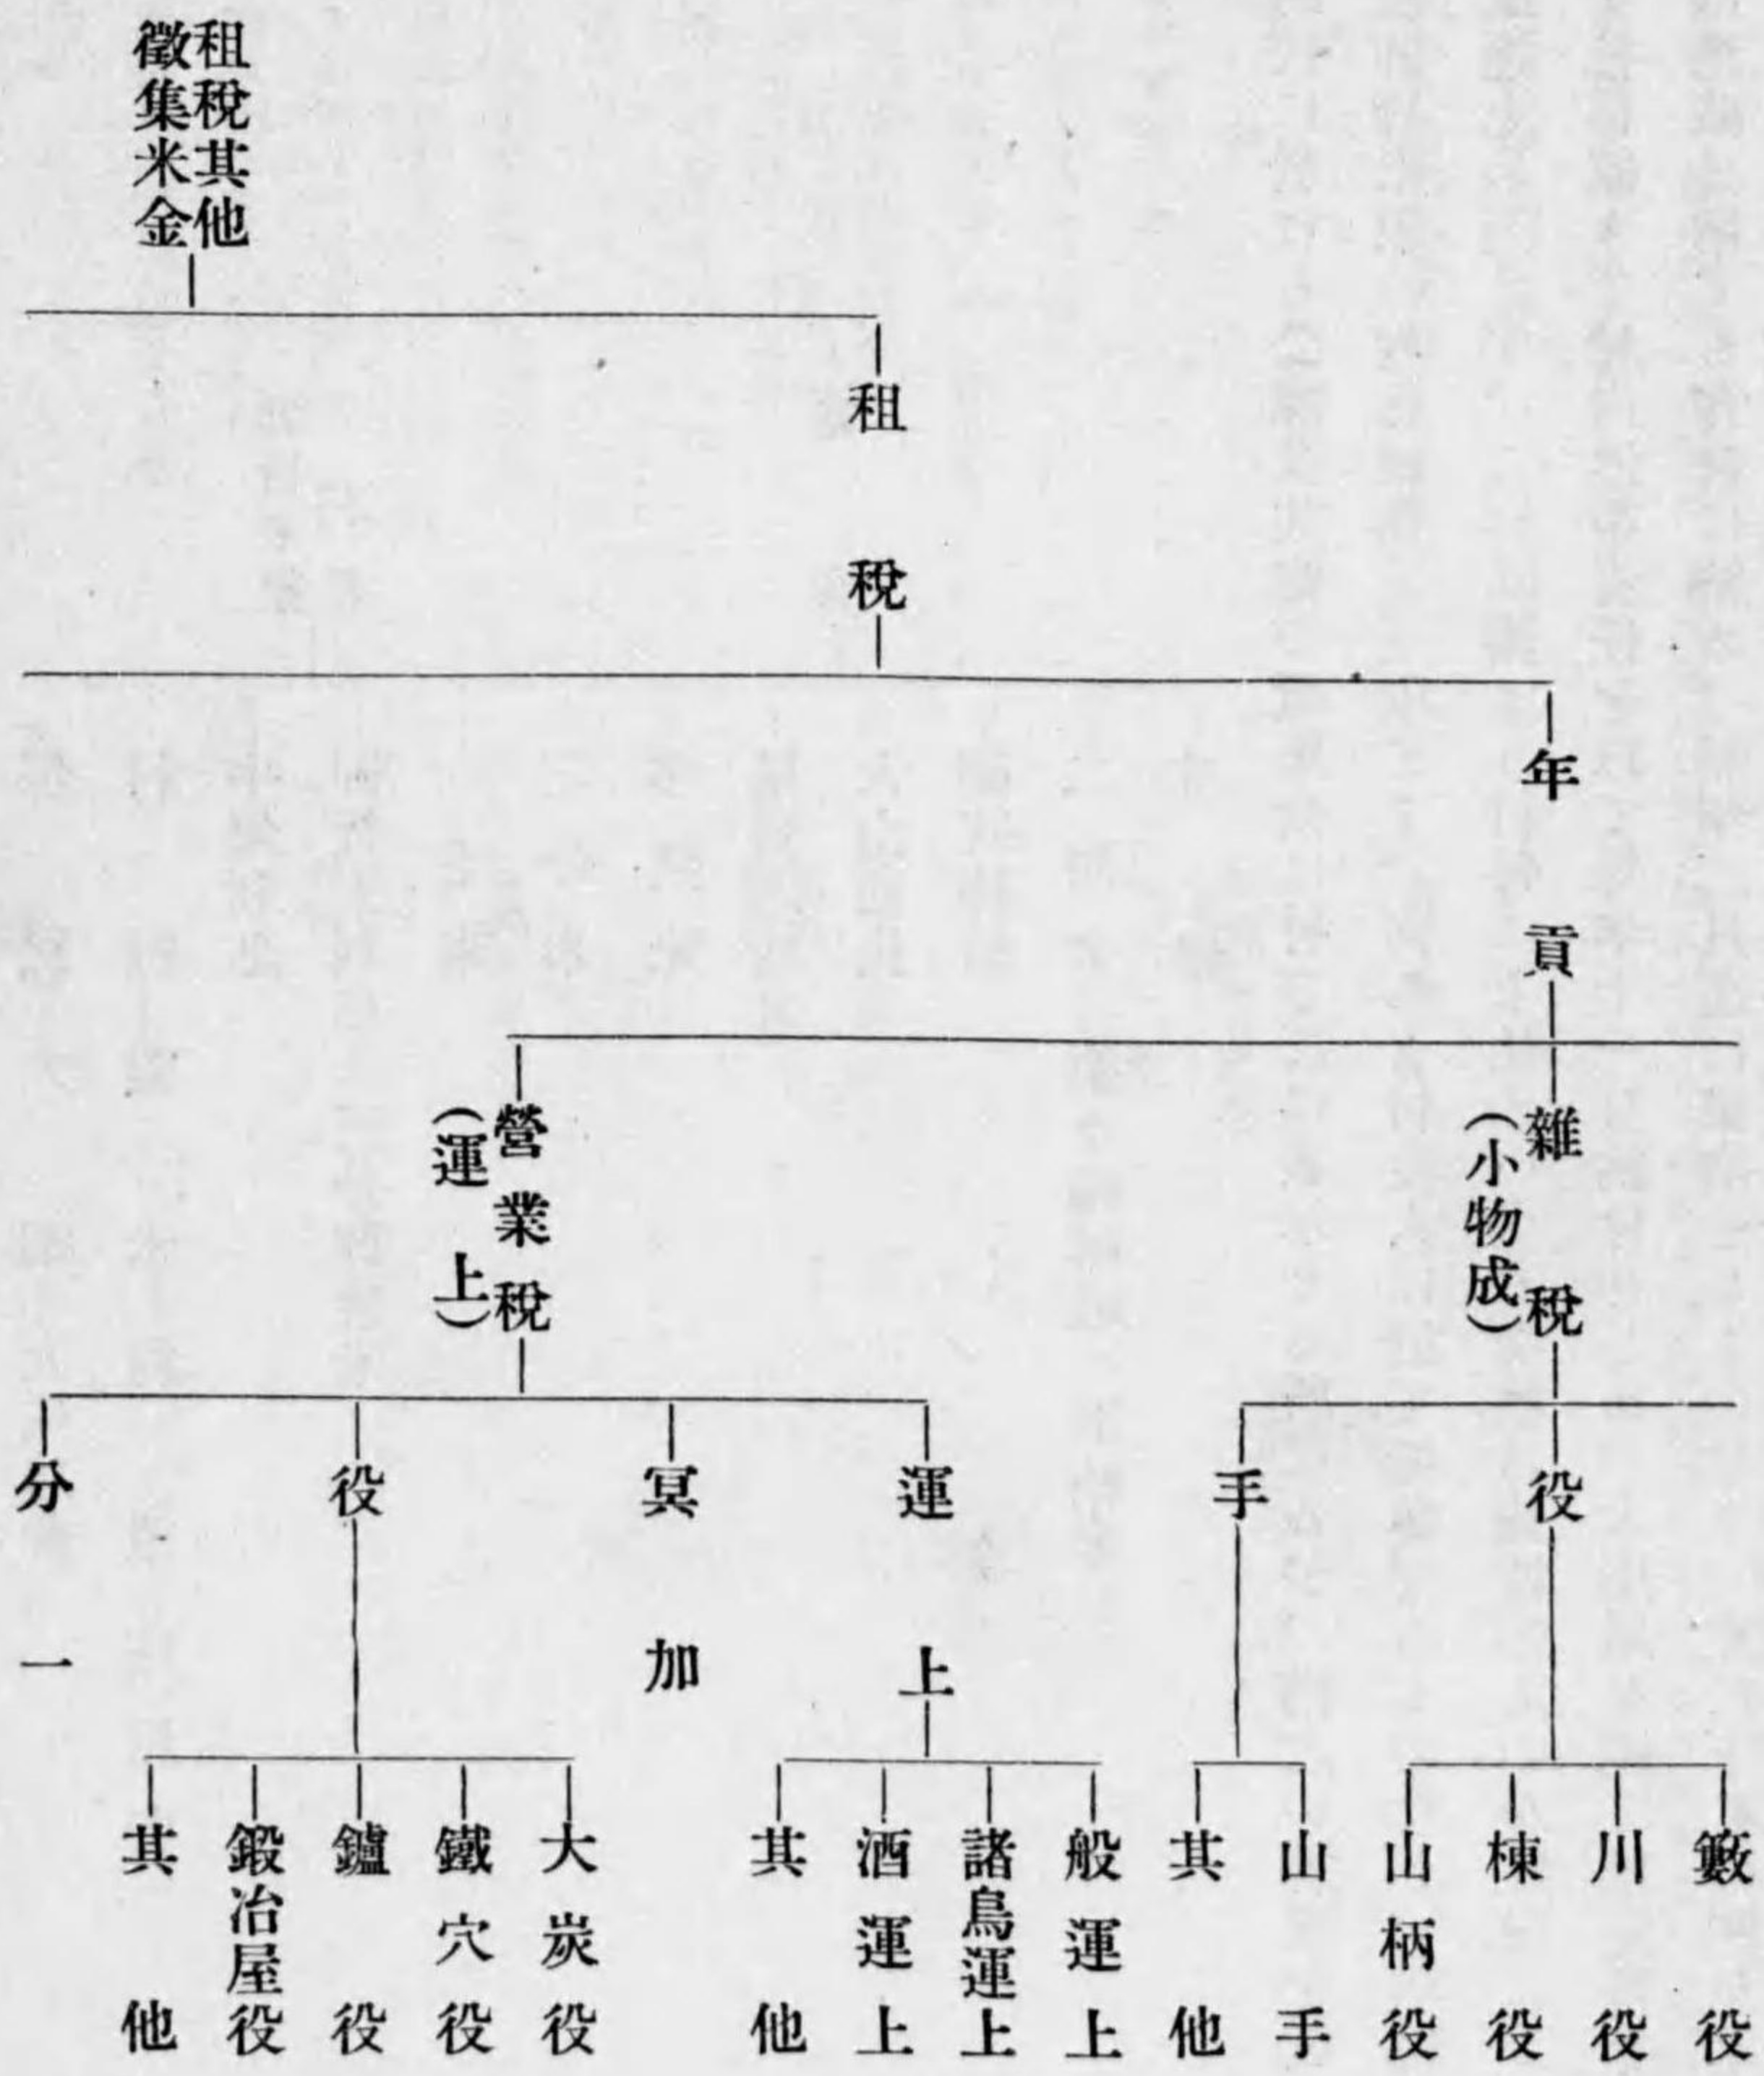 租税其他
徵集米金
租税
年貢
雜税
(小物成)
營業税
(運上)
役
手
運上
冥加
役
分一
籔役
川役
棟役
山柄役
山手
其他
般運上
諸鳥運上
酒運上
其他
大炭役
鐵穴役
鑪役
鍛冶屋役
其他